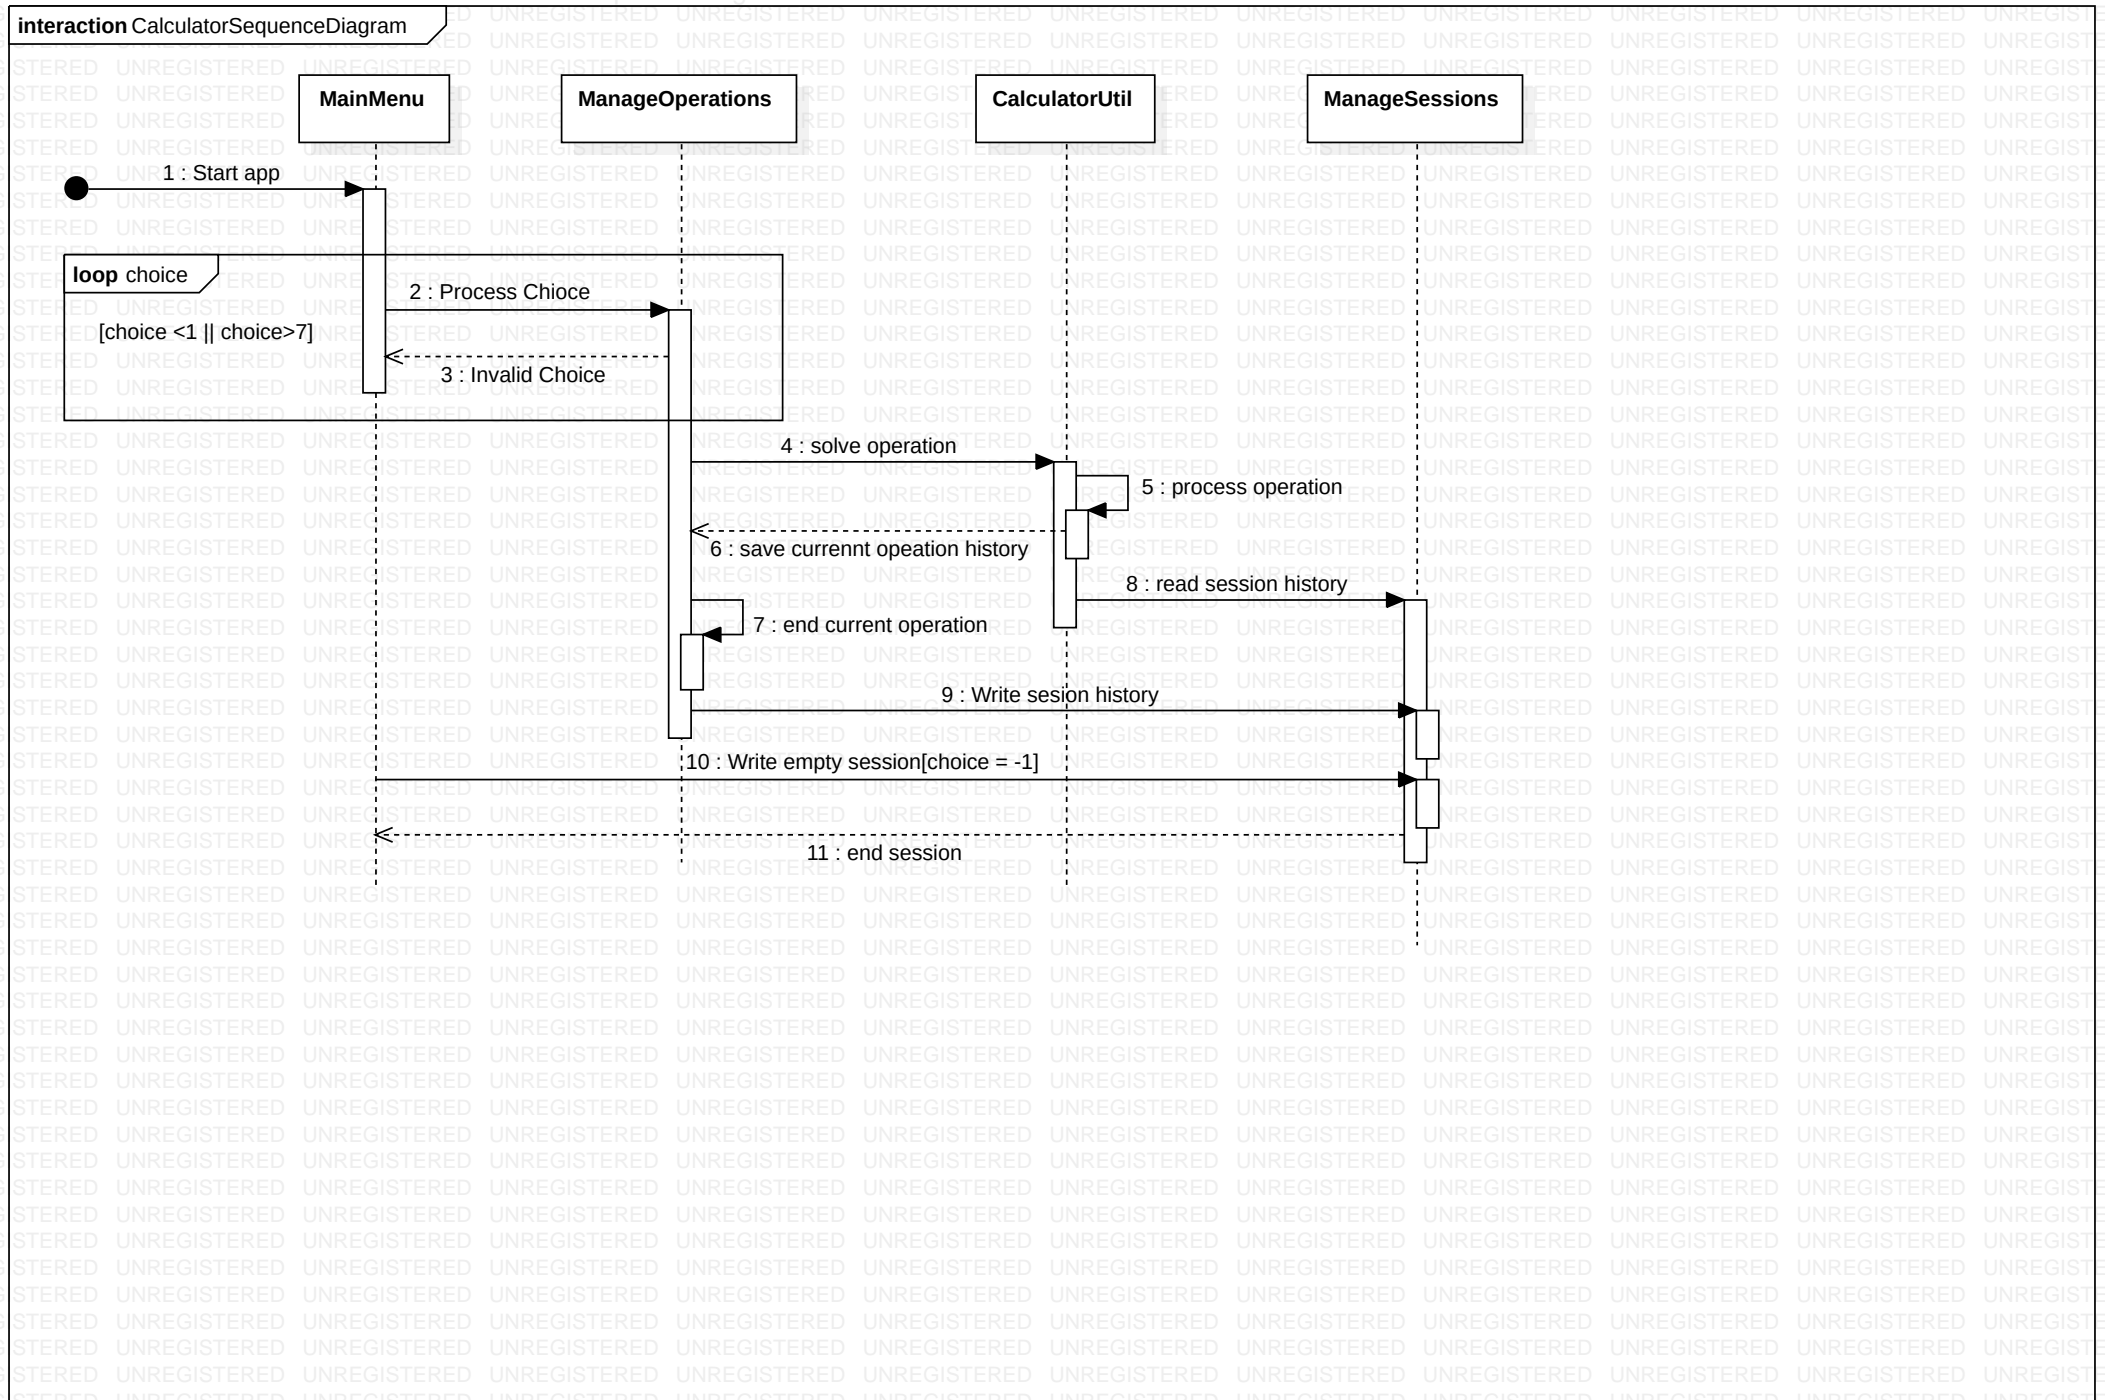 interaction CalculatorSequenceDiagram
MainMenu
ManageOperations
CalculatorUtil
ManageSessions
1 : Start app
loop choice
2 : Process Chioce
[choice <1 || choice>7]
3 : Invalid Choice
4 : solve operation
5 : process operation
6 : save currennt opeation history
8 : read session history
7 : end current operation
9 : Write sesion history
10 : Write empty session[choice = -1]
11 : end session
UNREGISTERED